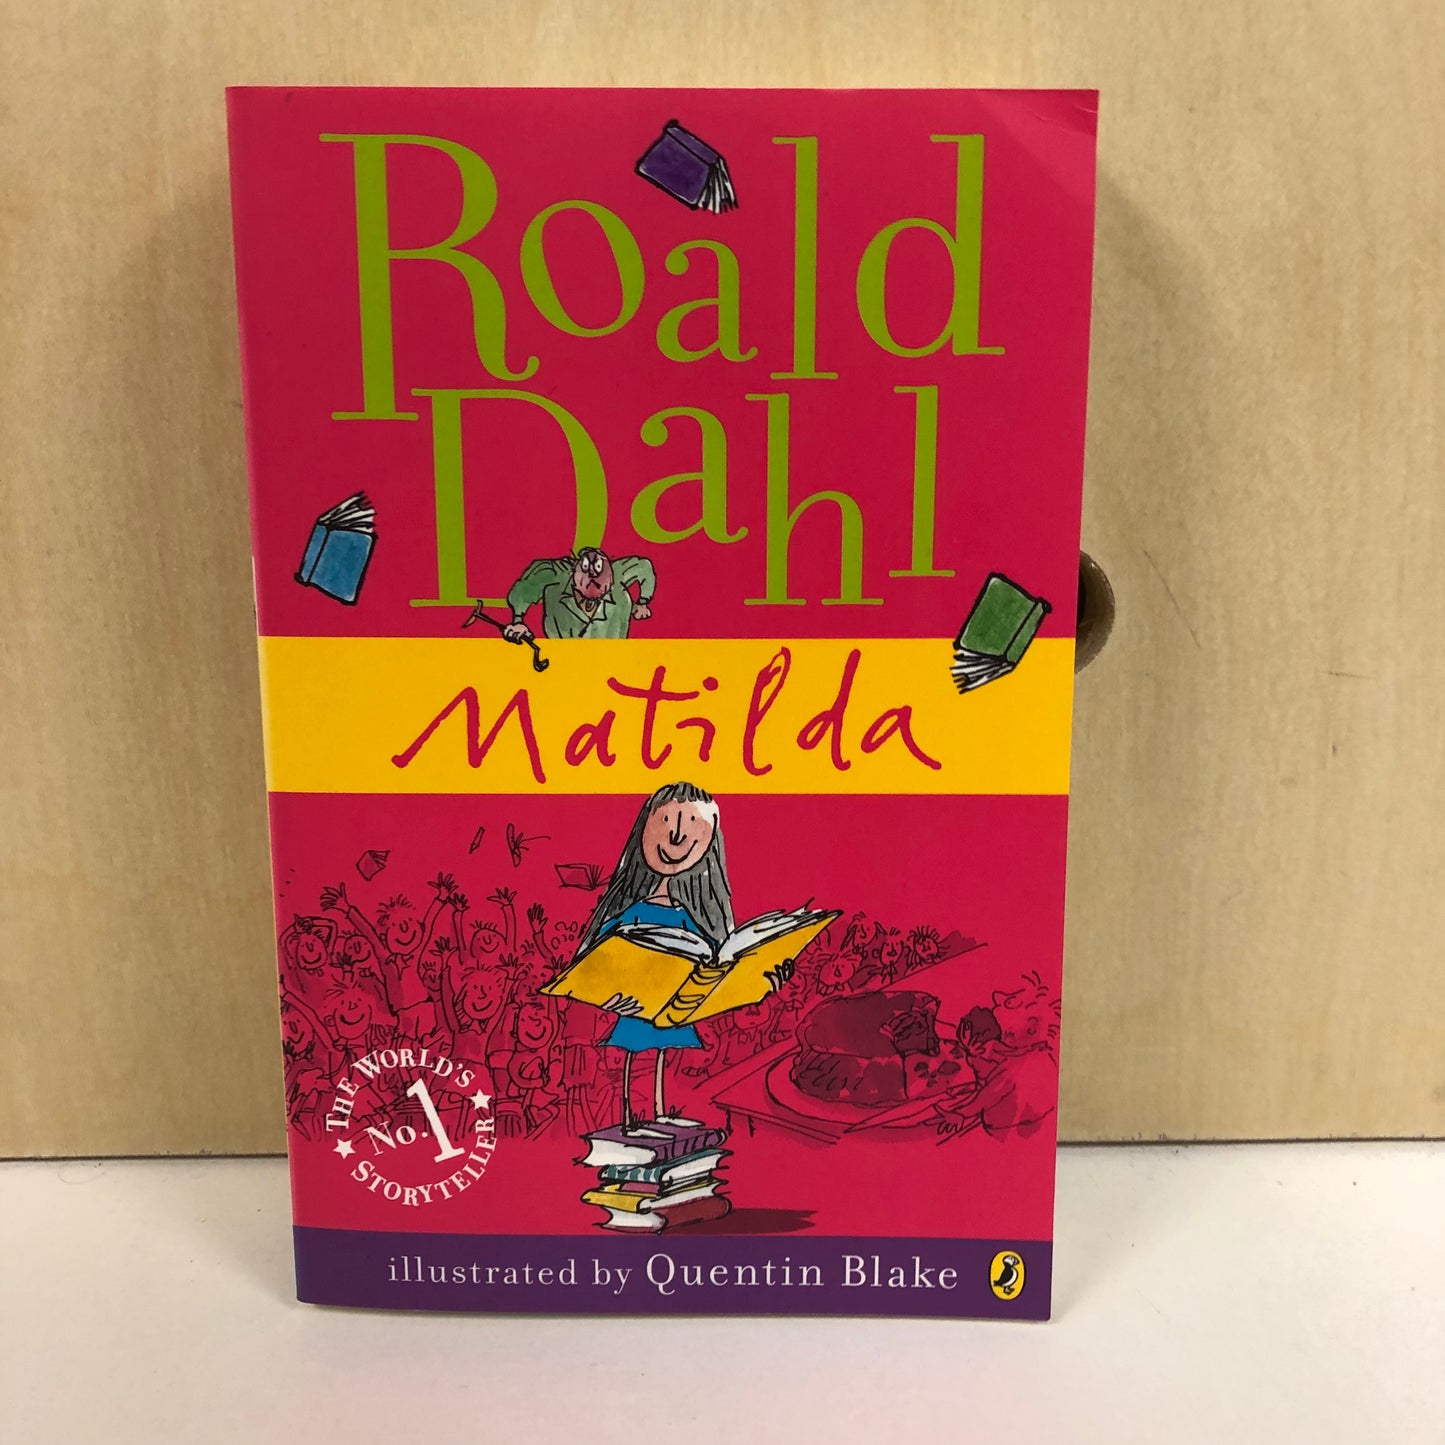 Roald
Dahl
Matilda
THE WORLD'S
No. 1
STORYTELLER
illustrated by Quentin Blake